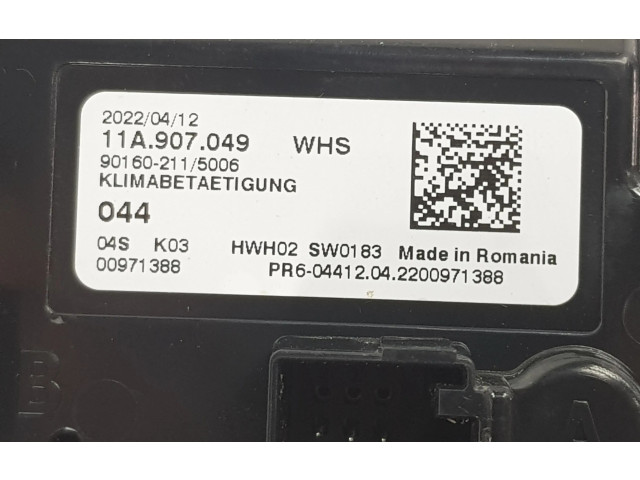 2022/04/12
11A.907.049 WHS
90160-211/5006
KLIMABETAETIGUNG
044
04S K03 HWH02 SW0183 Made in Romania
00971388 PR6-04412.04.2200971388
B
A